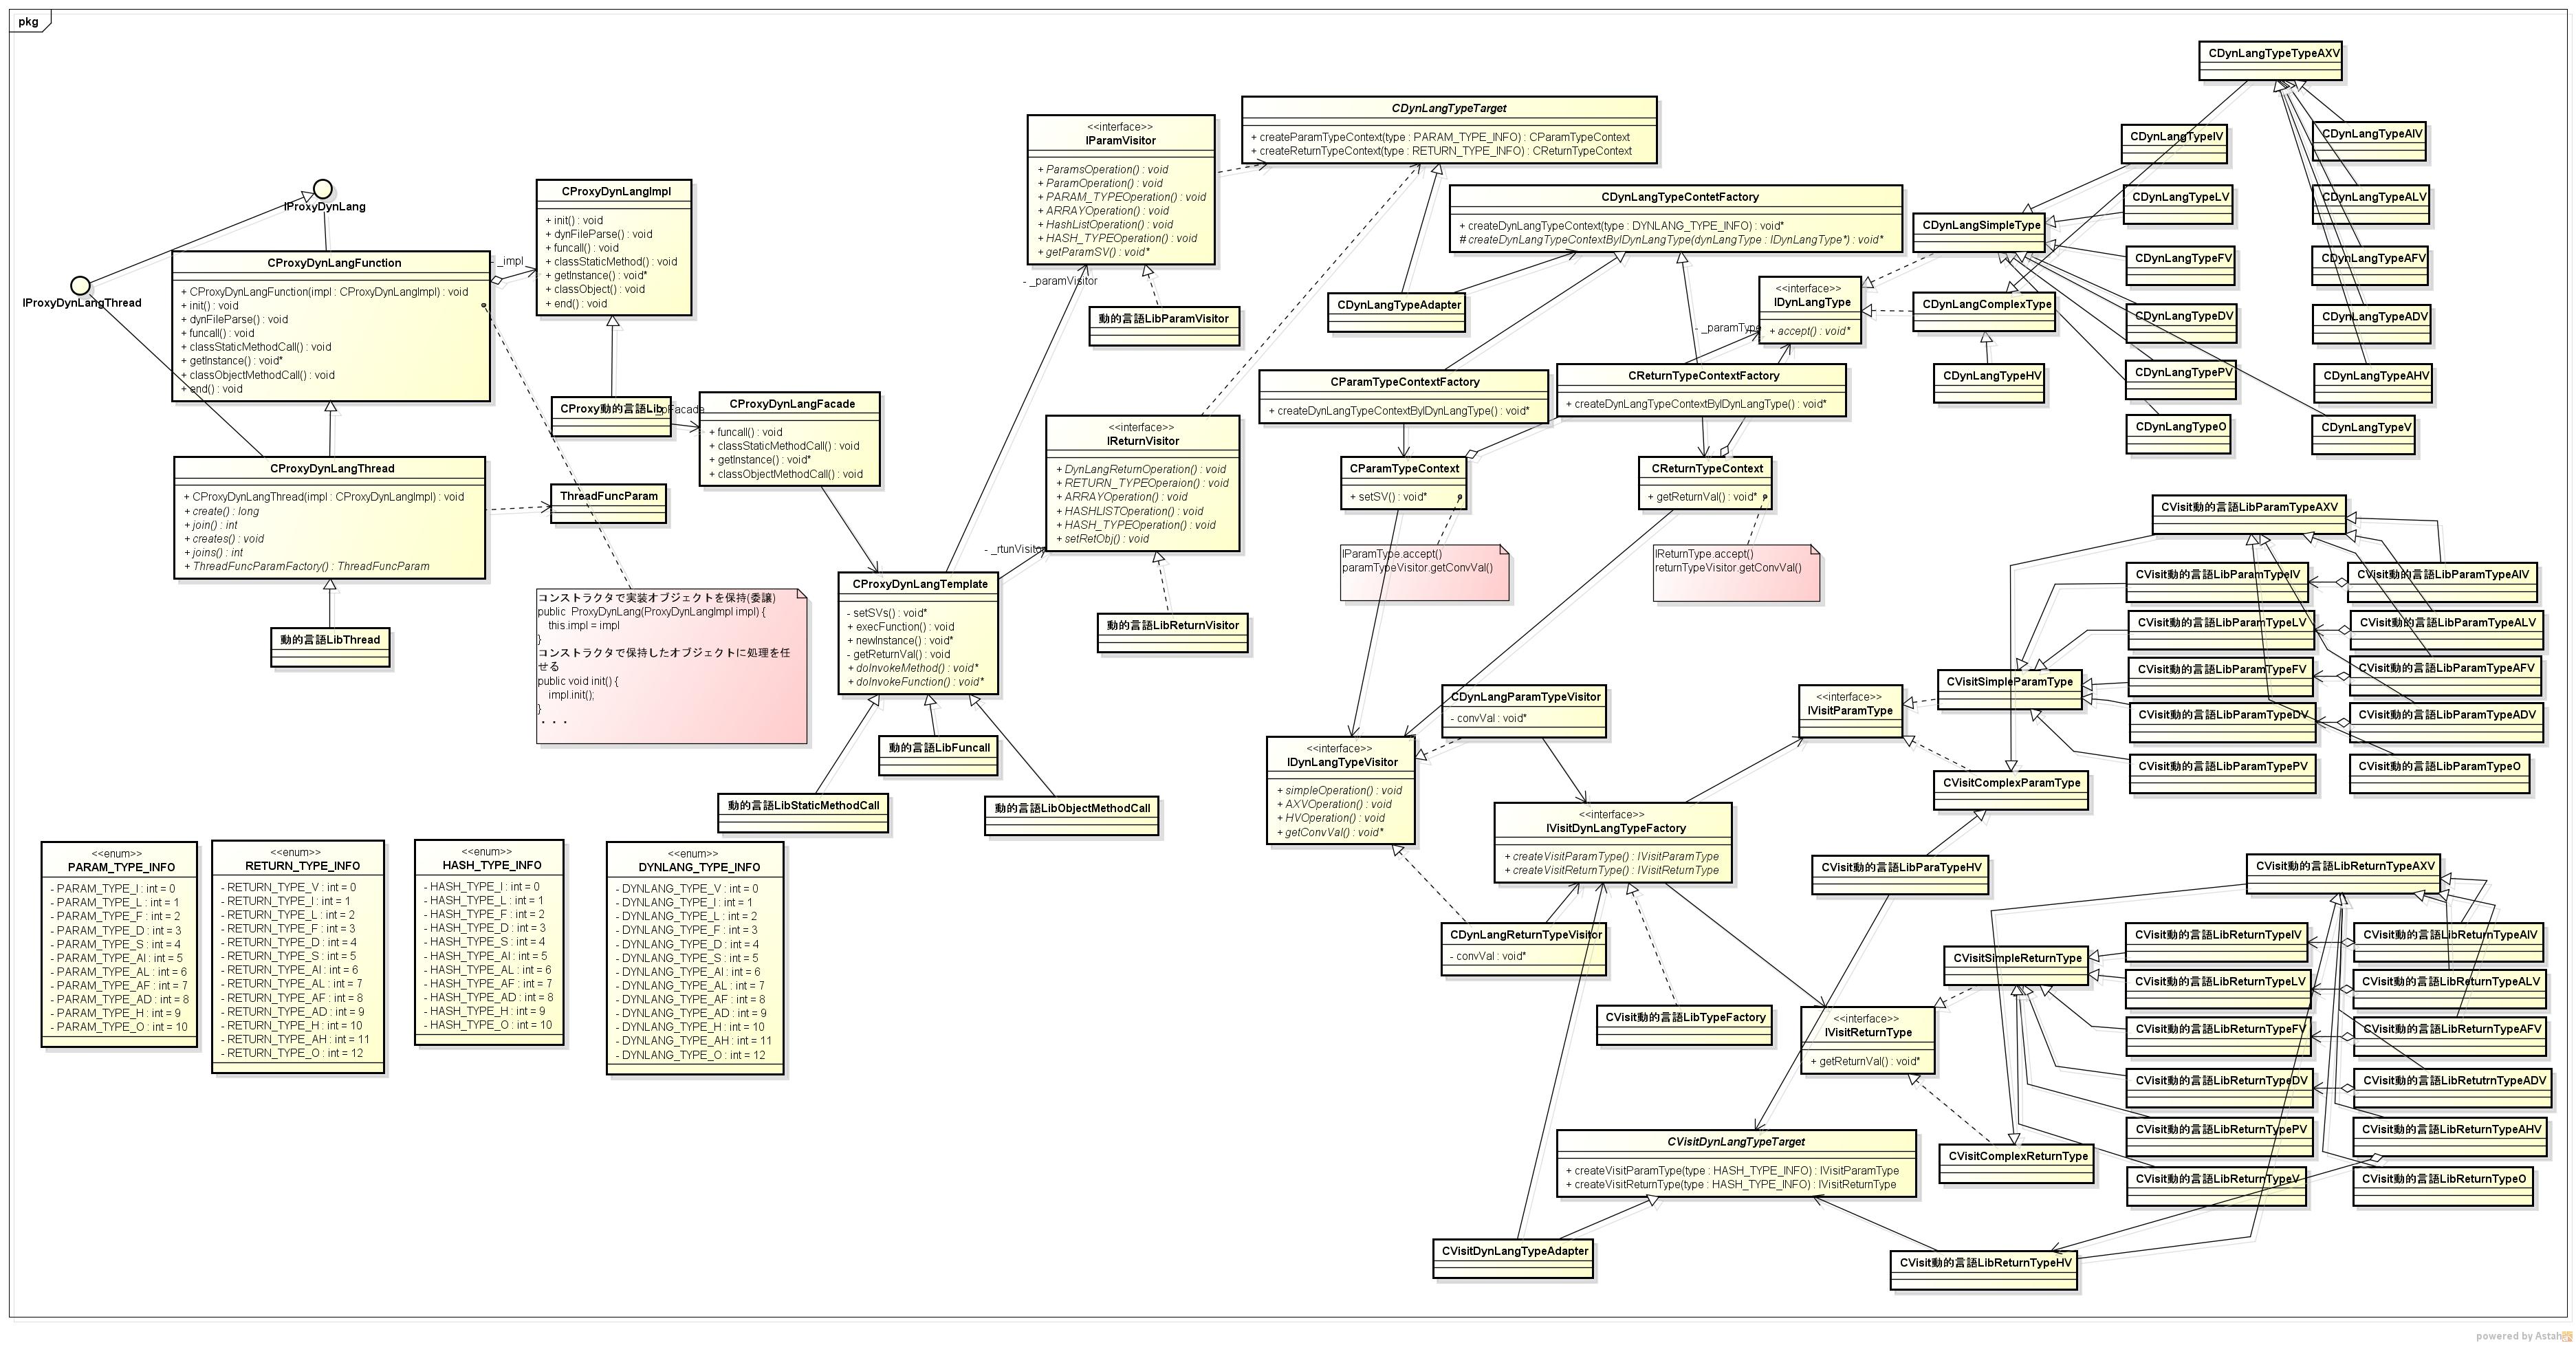 pkg
IProxyDynLang
IProxyDynLangThread
CProxyDynLangFunction
+ CProxyDynLangFunction(impl : CProxyDynLangImpl) : void
+ init() : void
+ dynFileParse() : void
+ funcall() : void
+ classStaticMethodCall() : void
+ getInstance() : void*
+ classObjectMethodCall() : void
+ end() : void
- _impl
CProxyDynLangImpl
+ init() : void
+ dynFileParse() : void
+ funcall() : void
+ classStaticMethod() : void
+ getInstance() : void*
+ classObject() : void
+ end() : void
CProxy動的言語Lib
CProxyDynLangFacade
+ funcall() : void
+ classStaticMethodCall() : void
+ getInstance() : void*
+ classObjectMethodCall() : void
CProxyDynLangThread
+ CProxyDynLangThread(impl : CProxyDynLangImpl) : void
+ create() : long
+ join() : int
+ creates() : void
+ joins() : int
+ ThreadFuncParamFactory() : ThreadFuncParam
ThreadFuncParam
動的言語LibThread
コンストラクタで実装オブジェクトを保持(委譲)
public  ProxyDynLang(ProxyDynLangImpl impl) {
this.impl = impl
}
コンストラクタで保持したオブジェクトに処理を任
せる
public void init() {
impl.init();
}
・・・
CProxyDynLangTemplate
- setSVs() : void*
+ execFunction() : void
+ newInstance() : void*
- getReturnVal() : void
+ doInvokeMethod() : void*
+ doInvokeFunction() : void*
動的言語LibFuncall
動的言語LibStaticMethodCall
動的言語LibObjectMethodCall
<<interface>>
IParamVisitor
+ ParamsOperation() : void
+ ParamOperation() : void
+ PARAM_TYPEOperation() : void
+ ARRAYOperation() : void
+ HashListOperation() : void
+ HASH_TYPEOperation() : void
+ getParamSV() : void*
- _paramVisitor
動的言語LibParamVisitor
<<interface>>
IReturnVisitor
+ DynLangReturnOperation() : void
+ RETURN_TYPEOperaion() : void
+ ARRAYOperation() : void
+ HASHLISTOperation() : void
+ HASH_TYPEOperation() : void
+ setRetObj() : void
- _rtunVisitor
動的言語LibReturnVisitor
CDynLangTypeTarget
+ createParamTypeContext(type : PARAM_TYPE_INFO) : CParamTypeContext
+ createReturnTypeContext(type : RETURN_TYPE_INFO) : CReturnTypeContext
CDynLangTypeContetFactory
+ createDynLangTypeContext(type : DYNLANG_TYPE_INFO) : void*
# createDynLangTypeContextByIDynLangType(dynLangType : IDynLangType*) : void*
CDynLangTypeAdapter
<<interface>>
IDynLangType
+ accept() : void*
- _paramType
CParamTypeContextFactory
+ createDynLangTypeContextByIDynLangType() : void*
CReturnTypeContextFactory
+ createDynLangTypeContextByIDynLangType() : void*
CParamTypeContext
+ setSV() : void*
CReturnTypeContext
+ getReturnVal() : void*
IParamType.accept()
paramTypeVisitor.getConvVal()
IReturnType.accept()
returnTypeVisitor.getConvVal()
CDynLangTypeTypeAXV
CDynLangSimpleType
CDynLangComplexType
CDynLangTypeHV
CDynLangTypeIV
CDynLangTypeLV
CDynLangTypeFV
CDynLangTypeDV
CDynLangTypePV
CDynLangTypeO
CDynLangTypeAIV
CDynLangTypeALV
CDynLangTypeAFV
CDynLangTypeADV
CDynLangTypeAHV
CDynLangTypeV
CDynLangParamTypeVisitor
- convVal : void*
<<interface>>
IDynLangTypeVisitor
+ simpleOperation() : void
+ AXVOperation() : void
+ HVOperation() : void
+ getConvVal() : void*
CDynLangReturnTypeVisitor
- convVal : void*
<<interface>>
IVisitDynLangTypeFactory
+ createVisitParamType() : IVisitParamType
+ createVisitReturnType() : IVisitReturnType
CVisit動的言語LibTypeFactory
<<interface>>
IVisitParamType
CVisitSimpleParamType
CVisitComplexParamType
CVisit動的言語LibParaTypeHV
CVisit動的言語LibParamTypeAXV
CVisit動的言語LibParamTypeIV
CVisit動的言語LibParamTypeLV
CVisit動的言語LibParamTypeFV
CVisit動的言語LibParamTypeDV
CVisit動的言語LibParamTypePV
CVisit動的言語LibParamTypeAIV
CVisit動的言語LibParamTypeALV
CVisit動的言語LibParamTypeAFV
CVisit動的言語LibParamTypeADV
CVisit動的言語LibParamTypeO
<<interface>>
IVisitReturnType
+ getReturnVal() : void*
CVisitSimpleReturnType
CVisitComplexReturnType
CVisit動的言語LibReturnTypeAXV
CVisit動的言語LibReturnTypeIV
CVisit動的言語LibReturnTypeLV
CVisit動的言語LibReturnTypeFV
CVisit動的言語LibReturnTypeDV
CVisit動的言語LibReturnTypePV
CVisit動的言語LibReturnTypeV
CVisit動的言語LibReturnTypeAIV
CVisit動的言語LibReturnTypeALV
CVisit動的言語LibReturnTypeAFV
CVisit動的言語LibRetutrnTypeADV
CVisit動的言語LibReturnTypeAHV
CVisit動的言語LibReturnTypeO
CVisit動的言語LibReturnTypeHV
CVisitDynLangTypeTarget
+ createVisitParamType(type : HASH_TYPE_INFO) : IVisitParamType
+ createVisitReturnType(type : HASH_TYPE_INFO) : IVisitReturnType
CVisitDynLangTypeAdapter
<<enum>>
PARAM_TYPE_INFO
- PARAM_TYPE_I : int = 0
- PARAM_TYPE_L : int = 1
- PARAM_TYPE_F : int = 2
- PARAM_TYPE_D : int = 3
- PARAM_TYPE_S : int = 4
- PARAM_TYPE_AI : int = 5
- PARAM_TYPE_AL : int = 6
- PARAM_TYPE_AF : int = 7
- PARAM_TYPE_AD : int = 8
- PARAM_TYPE_H : int = 9
- PARAM_TYPE_O : int = 10
<<enum>>
RETURN_TYPE_INFO
- RETURN_TYPE_V : int = 0
- RETURN_TYPE_I : int = 1
- RETURN_TYPE_L : int = 2
- RETURN_TYPE_F : int = 3
- RETURN_TYPE_D : int = 4
- RETURN_TYPE_S : int = 5
- RETURN_TYPE_AI : int = 6
- RETURN_TYPE_AL : int = 7
- RETURN_TYPE_AF : int = 8
- RETURN_TYPE_AD : int = 9
- RETURN_TYPE_H : int = 10
- RETURN_TYPE_AH : int = 11
- RETURN_TYPE_O : int = 12
<<enum>>
HASH_TYPE_INFO
- HASH_TYPE_I : int = 0
- HASH_TYPE_L : int = 1
- HASH_TYPE_F : int = 2
- HASH_TYPE_D : int = 3
- HASH_TYPE_S : int = 4
- HASH_TYPE_AI : int = 5
- HASH_TYPE_AL : int = 6
- HASH_TYPE_AF : int = 7
- HASH_TYPE_AD : int = 8
- HASH_TYPE_H : int = 9
- HASH_TYPE_O : int = 10
<<enum>>
DYNLANG_TYPE_INFO
- DYNLANG_TYPE_V : int = 0
- DYNLANG_TYPE_I : int = 1
- DYNLANG_TYPE_L : int = 2
- DYNLANG_TYPE_F : int = 3
- DYNLANG_TYPE_D : int = 4
- DYNLANG_TYPE_S : int = 5
- DYNLANG_TYPE_AI : int = 6
- DYNLANG_TYPE_AL : int = 7
- DYNLANG_TYPE_AF : int = 8
- DYNLANG_TYPE_AD : int = 9
- DYNLANG_TYPE_H : int = 10
- DYNLANG_TYPE_AH : int = 11
- DYNLANG_TYPE_O : int = 12
powered by Astah